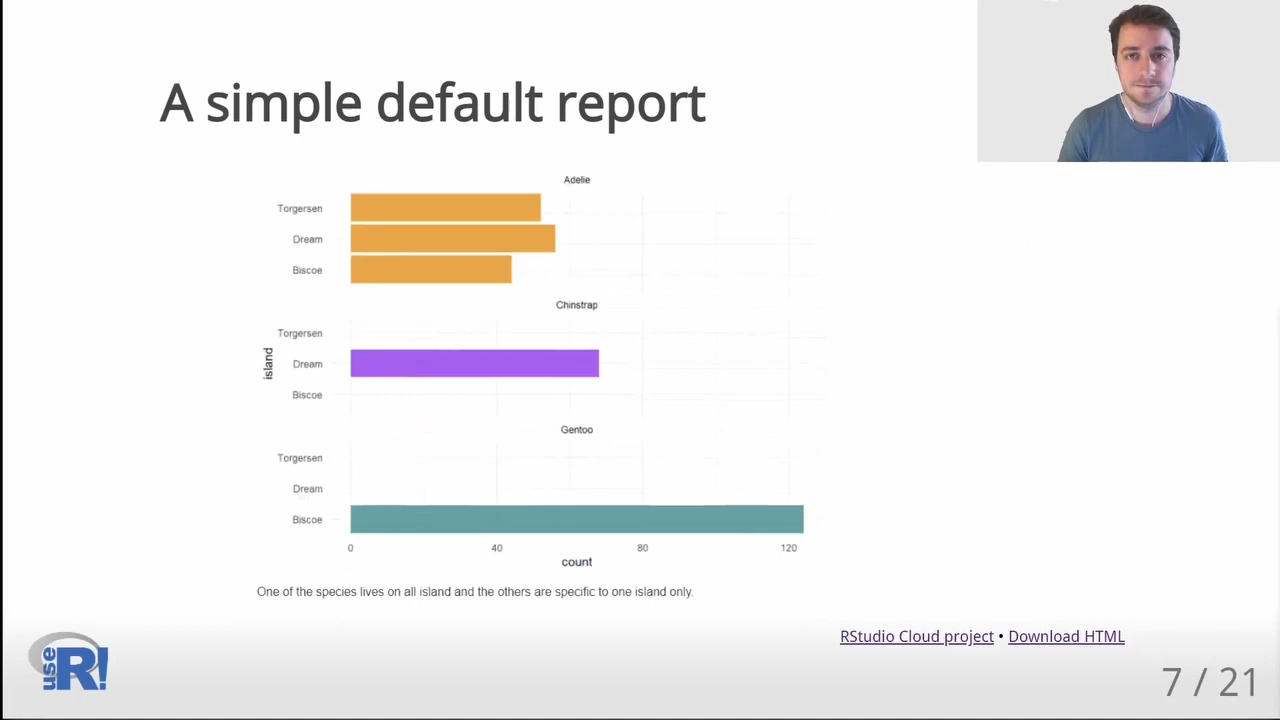 A simple default report
Adelie
Torgersen
Dream
Biscoe
Chinstrap
Torgersen
Dream
Biscoe
island
Gentoo
Torgersen
Dream
Biscoe
0 40 80 120
count
One of the species lives on all island and the others are specific to one island only.
RStudio Cloud project • Download HTML
useR!
7 / 21